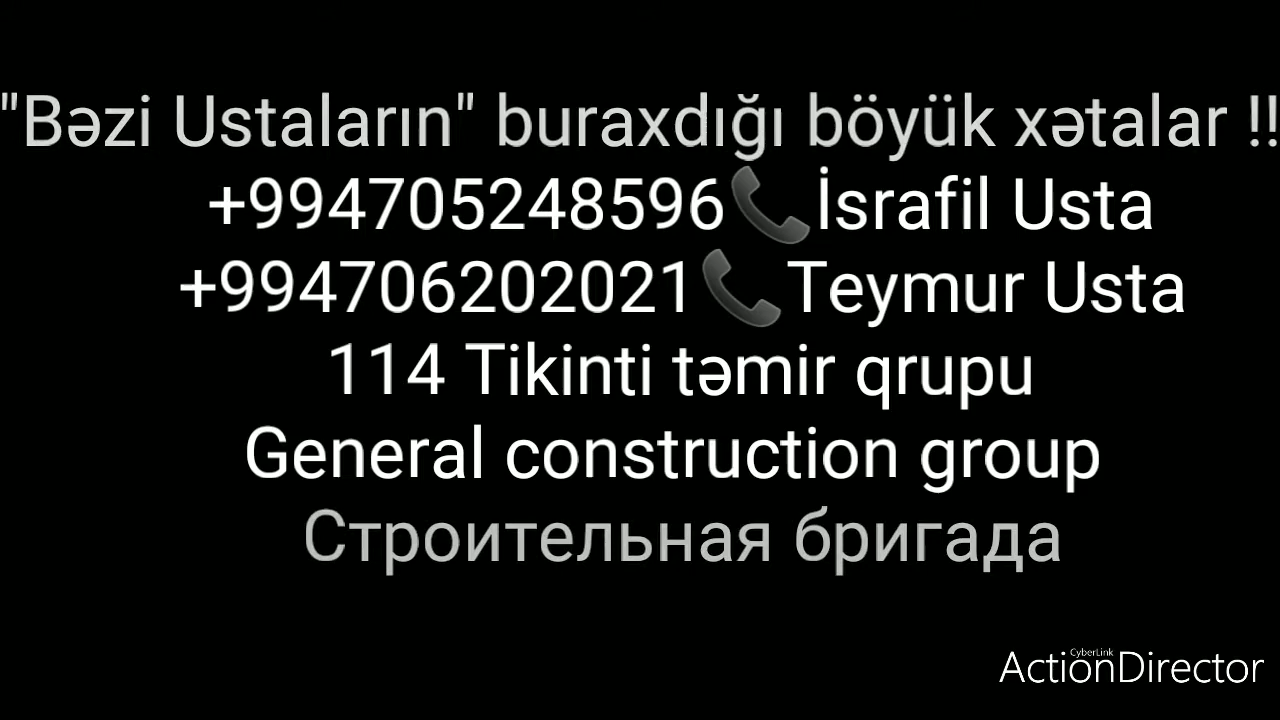 "Bəzi Ustaların" buraxdığı böyük xətalar !!
+994705248596📞İsrafil Usta
+994706202021📞Teymur Usta
114 Tikinti təmir qrupu
General construction group
Строительная бригада
CyberLink
ActionDirector